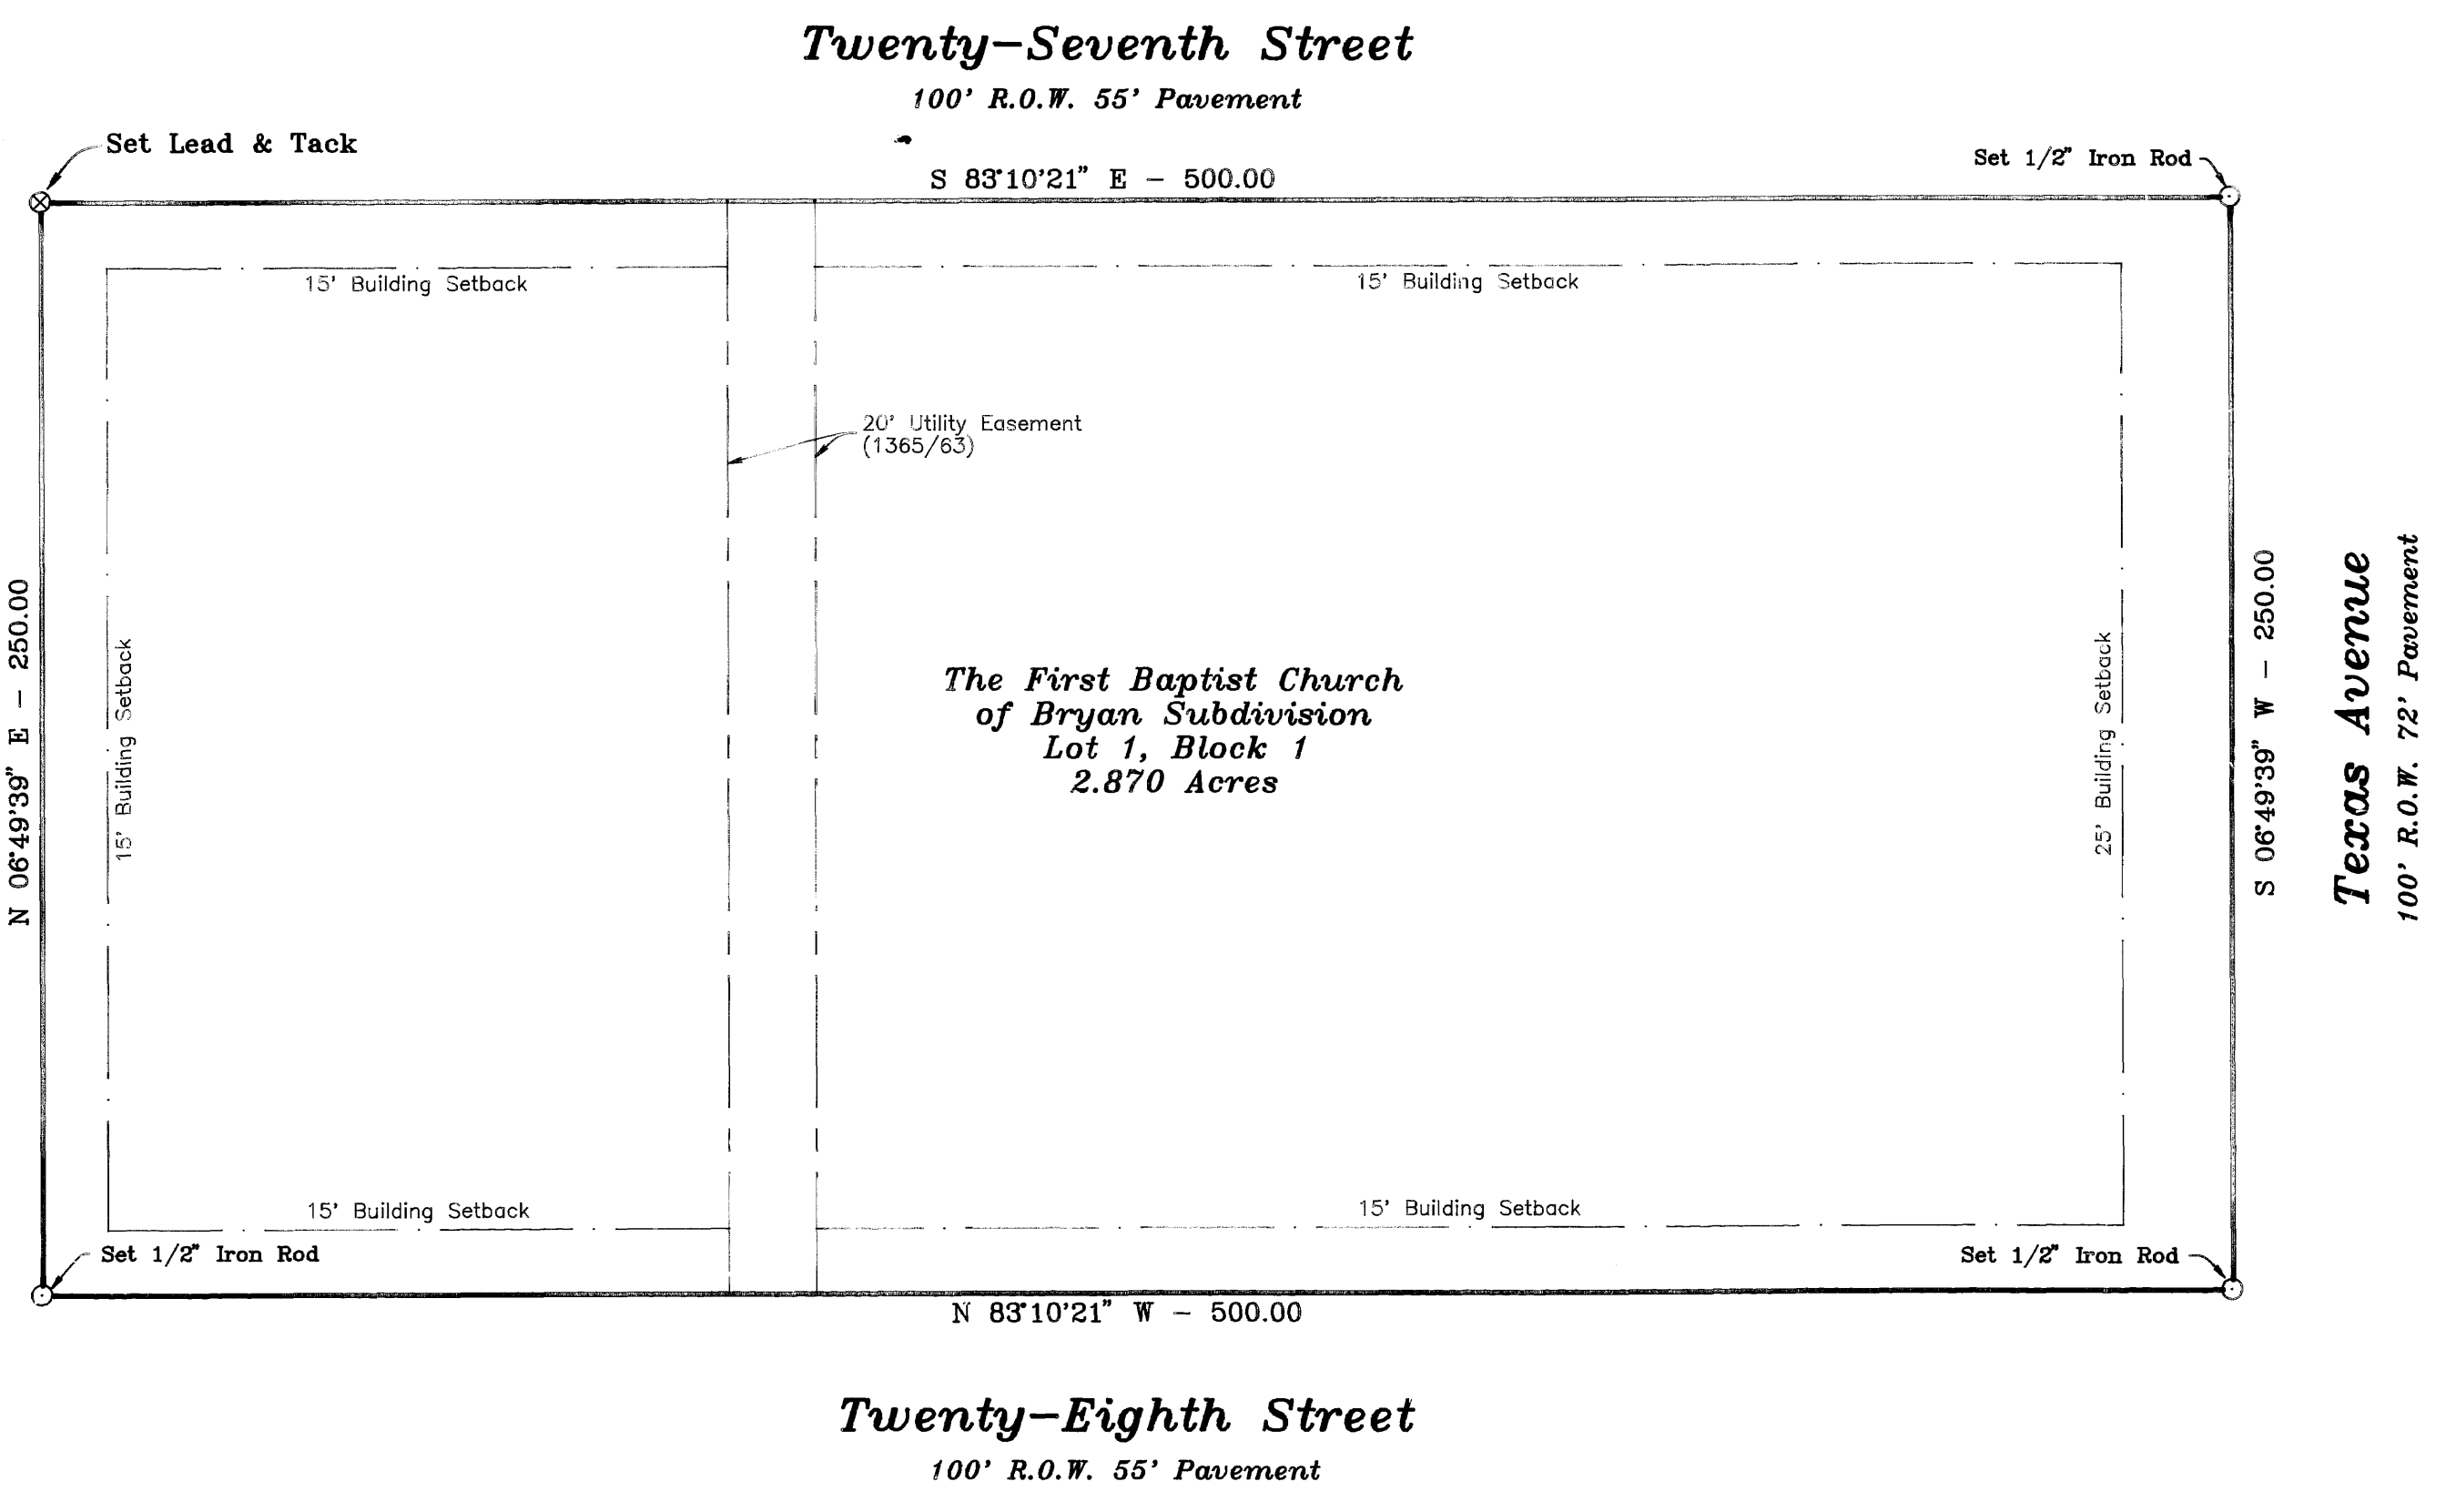 Twenty-Seventh Street
100' R.O.W. 55' Pavement
Set Lead & Tack
Set 1/2" Iron Rod
S 83°10'21" E - 500.00
15' Building Setback
15' Building Setback
20' Utility Easement
(1365/63)
N 06°49'39" E - 250.00
15' Building Setback
The First Baptist Church
of Bryan Subdivision
Lot 1, Block 1
2.870 Acres
25' Building Setback
S 06°49'39" W - 250.00
Texas Avenue
100' R.O.W. 72' Pavement
15' Building Setback
15' Building Setback
Set 1/2" Iron Rod
Set 1/2" Iron Rod
N 83°10'21" W - 500.00
Twenty-Eighth Street
100' R.O.W. 55' Pavement